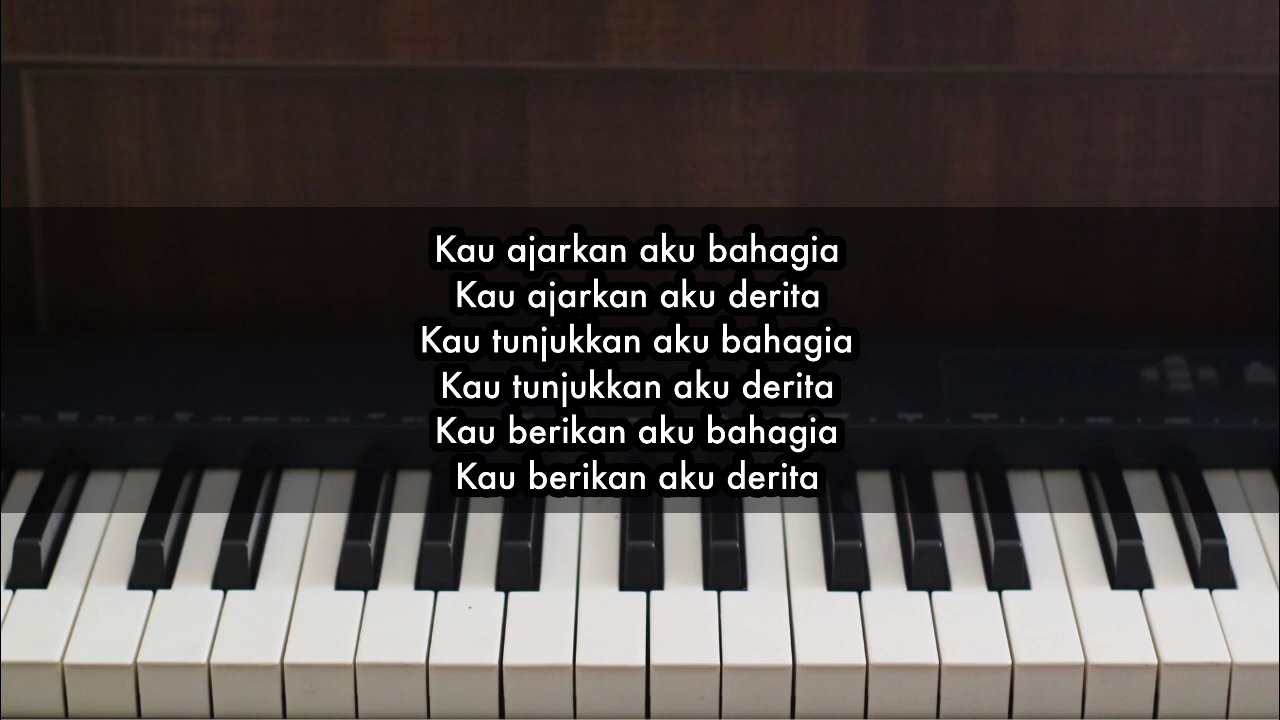 Kau ajarkan aku bahagia
Kau ajarkan aku derita
Kau tunjukkan aku bahagia
Kau tunjukkan aku derita
Kau berikan aku bahagia
Kau berikan aku derita